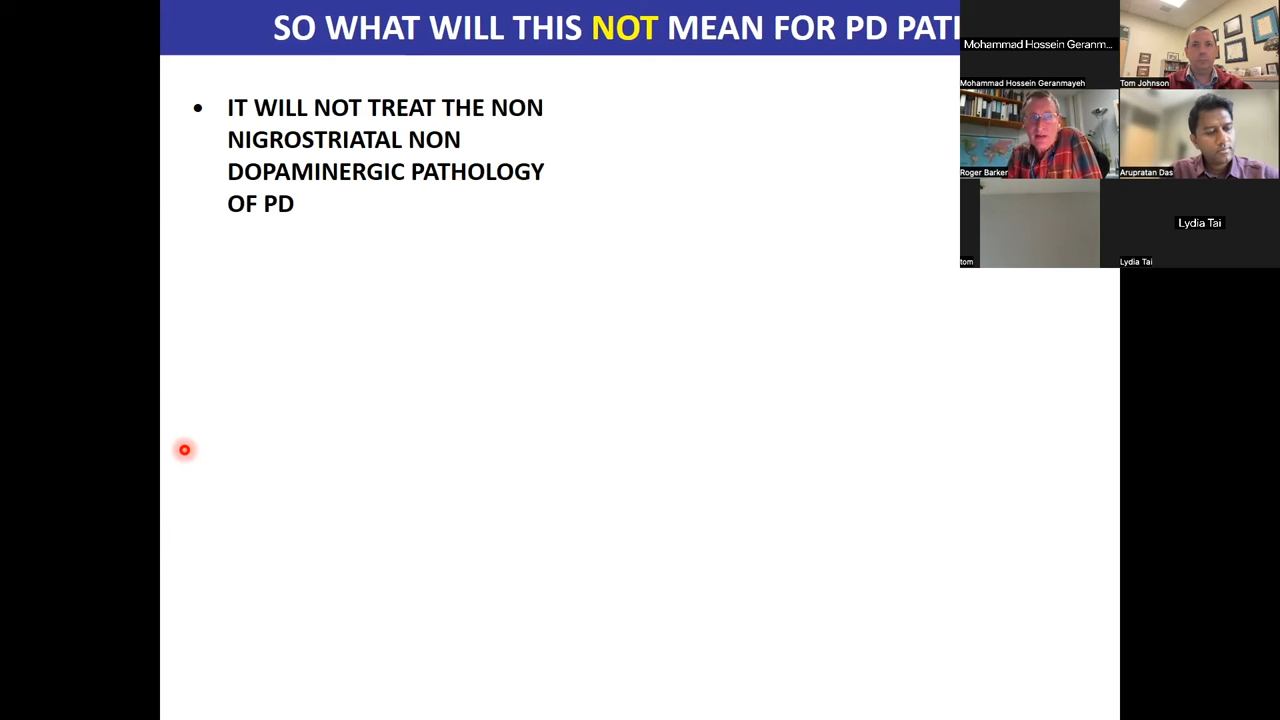 SO WHAT WILL THIS NOT MEAN FOR PD PATI
• IT WILL NOT TREAT THE NON
NIGROSTRIATAL NON
DOPAMINERGIC PATHOLOGY
OF PD
Mohammad Hossein Geranm...
Mohammad Hossein Geranmayeh
Tom Johnson
Roger Barker
Arupratan Das
tom
Lydia Tai
Lydia Tai